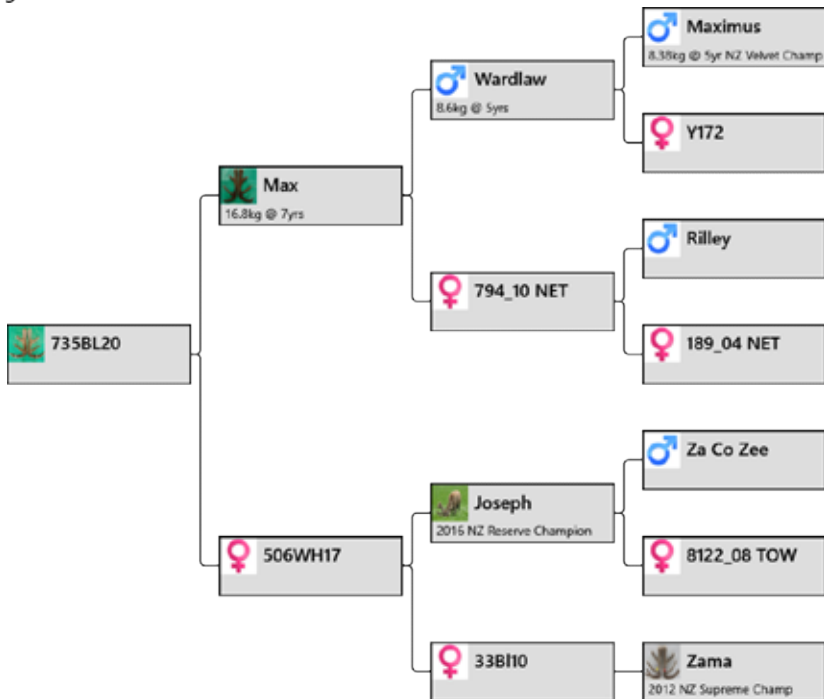 Maximus
8.38kg @ 5yr NZ Velvet Champ
Wardlaw
8.6kg @ 5yrs
Y172
Max
16.8kg @ 7yrs
Rilley
794_10 NET
735BL20
189_04 NET
Za Co Zee
Joseph
2016 NZ Reserve Champion
506WH17
8122_08 TOW
33Bl10
Zama
2012 NZ Supreme Champ